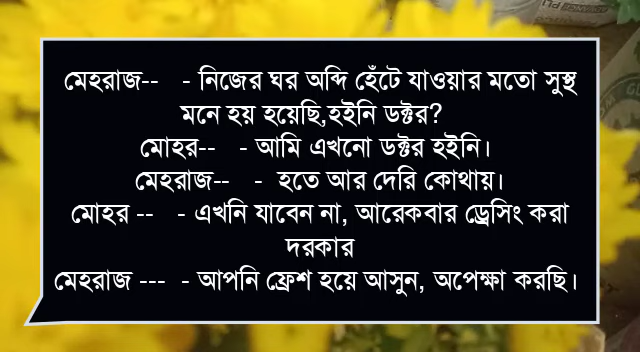 মেহরাজ-- - নিজের ঘর অব্দি হেঁটে যাওয়ার মতো সুস্থ
মনে হয় হয়েছি,হইনি ডক্টর?
মোহর-- - আমি এখনো ডক্টর হইনি।
মেহরাজ-- - হতে আর দেরি কোথায়।
মোহর -- - এখনি যাবেন না, আরেকবার ড্রেসিং করা
দরকার
মেহরাজ --- - আপনি ফ্রেশ হয়ে আসুন, অপেক্ষা করছি।